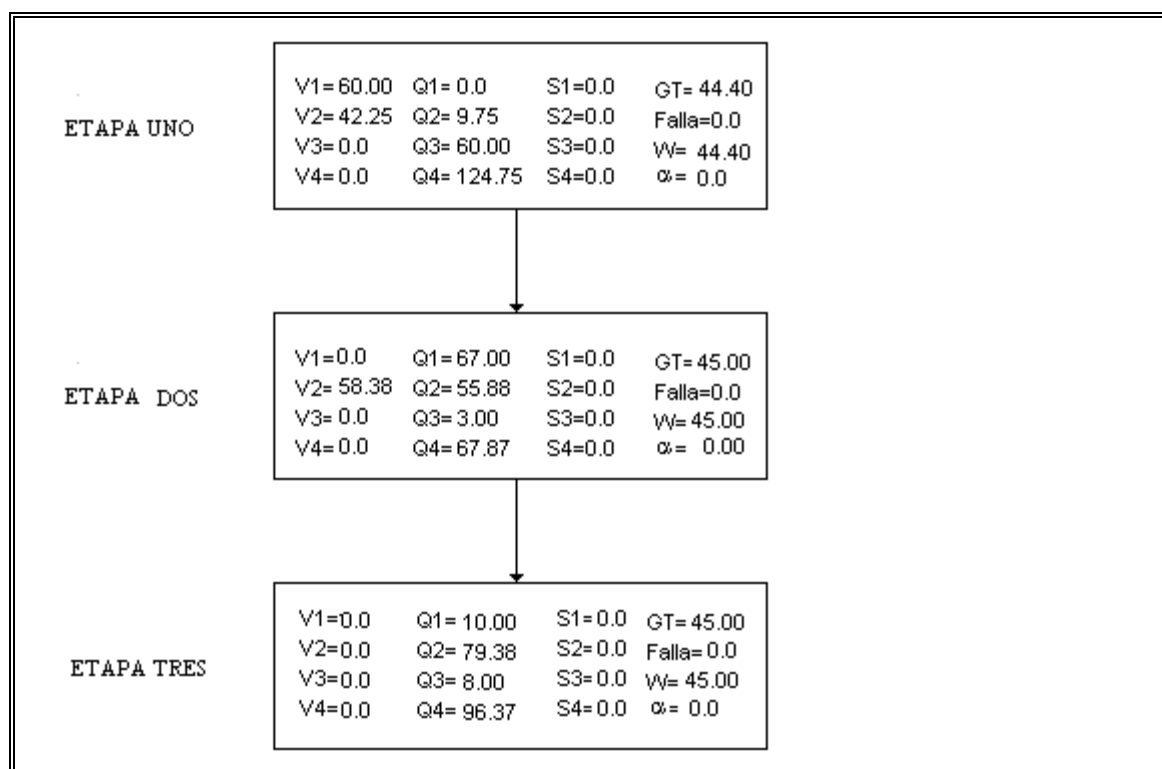 ETAPA UNO
V1= 60.00 Q1= 0.0 S1=0.0 GT= 44.40
V2= 42.25 Q2= 9.75 S2=0.0 Falla=0.0
V3= 0.0 Q3= 60.00 S3=0.0 W= 44.40
V4= 0.0 Q4= 124.75 S4=0.0 α= 0.0
ETAPA DOS
V1=0.0 Q1= 67.00 S1=0.0 GT= 45.00
V2= 58.38 Q2= 55.88 S2=0.0 Falla=0.0
V3= 0.0 Q3= 3.00 S3=0.0 W= 45.00
V4= 0.0 Q4= 67.87 S4=0.0 α= 0.00
ETAPA TRES
V1=0.0 Q1= 10.00 S1= 0.0 GT= 45.00
V2=0.0 Q2= 79.38 S2= 0.0 Falla= 0.0
V3=0.0 Q3= 8.00 S3= 0.0 W= 45.00
V4=0.0 Q4= 96.37 S4= 0.0 α= 0.0